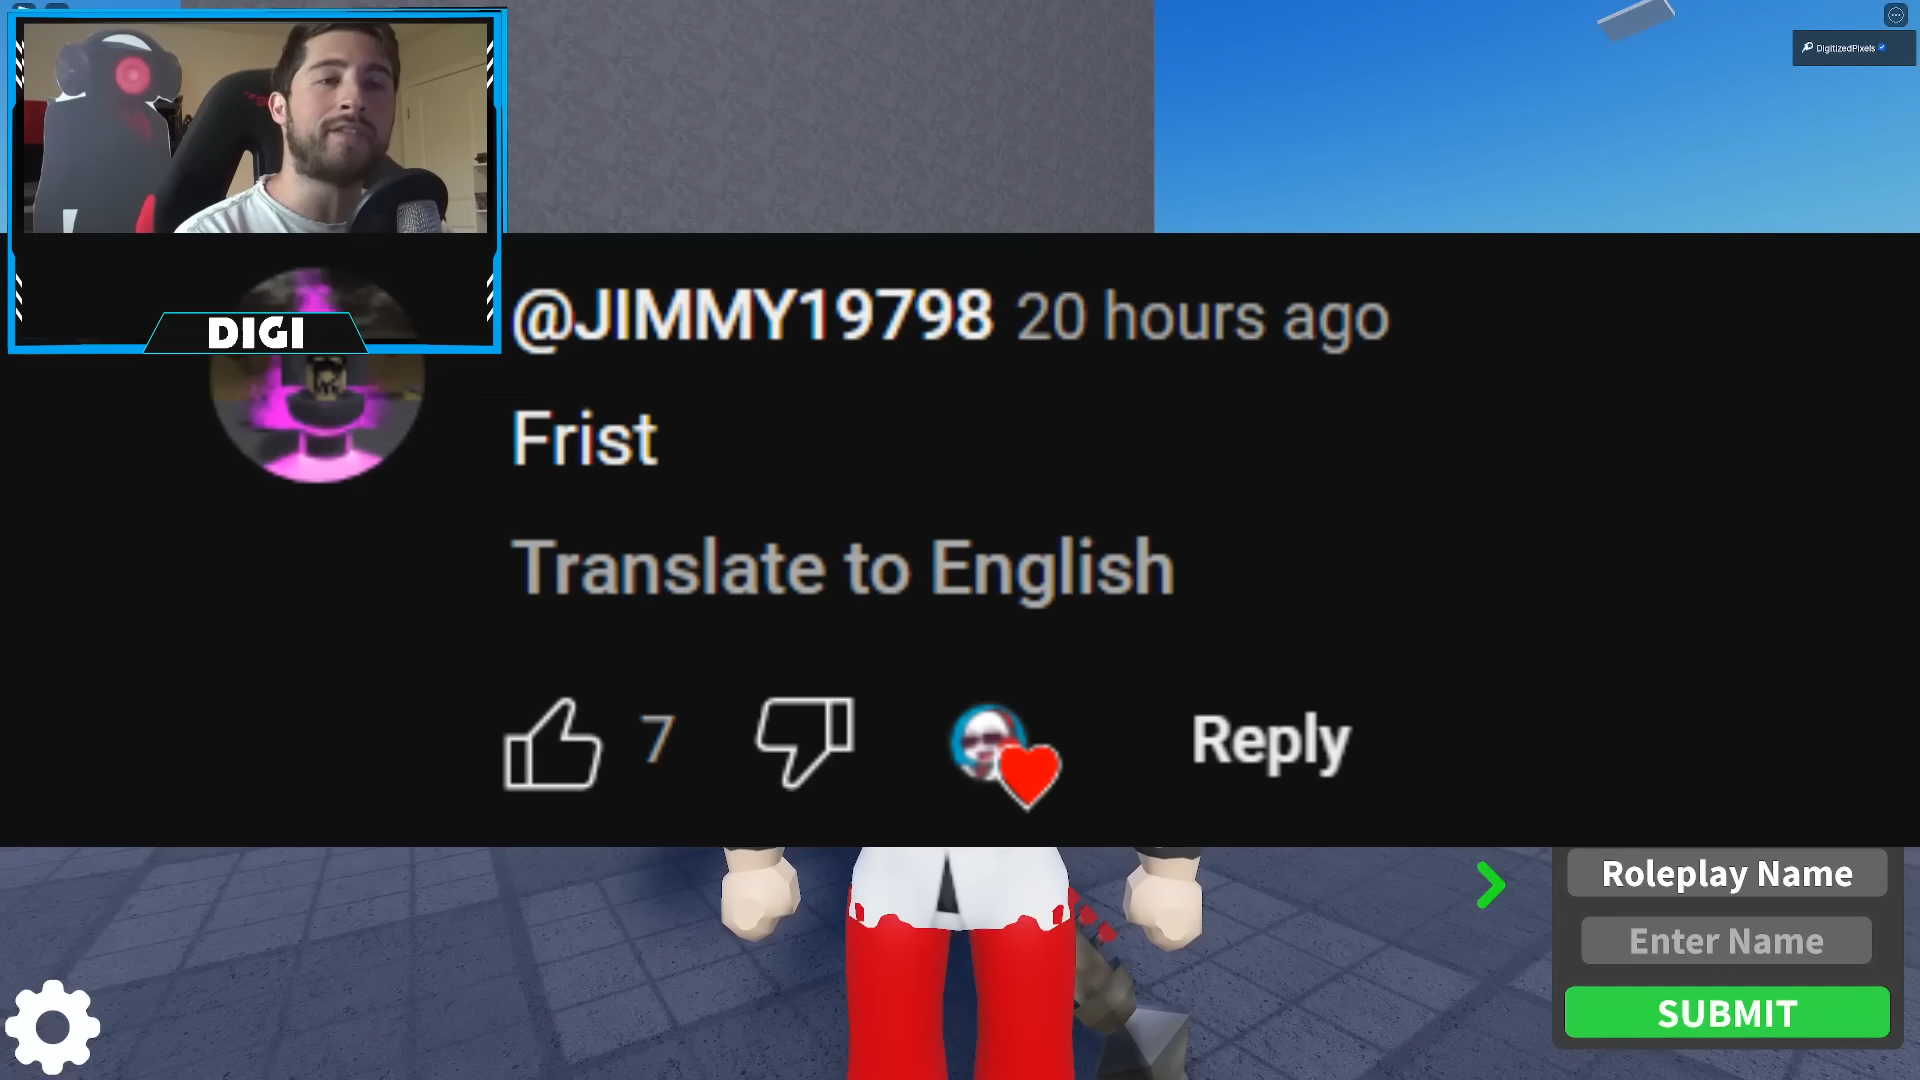 DigitizedPixels
DIGI
@JIMMY19798 20 hours ago
Frist
Translate to English
7
Reply
Roleplay Name
Enter Name
SUBMIT